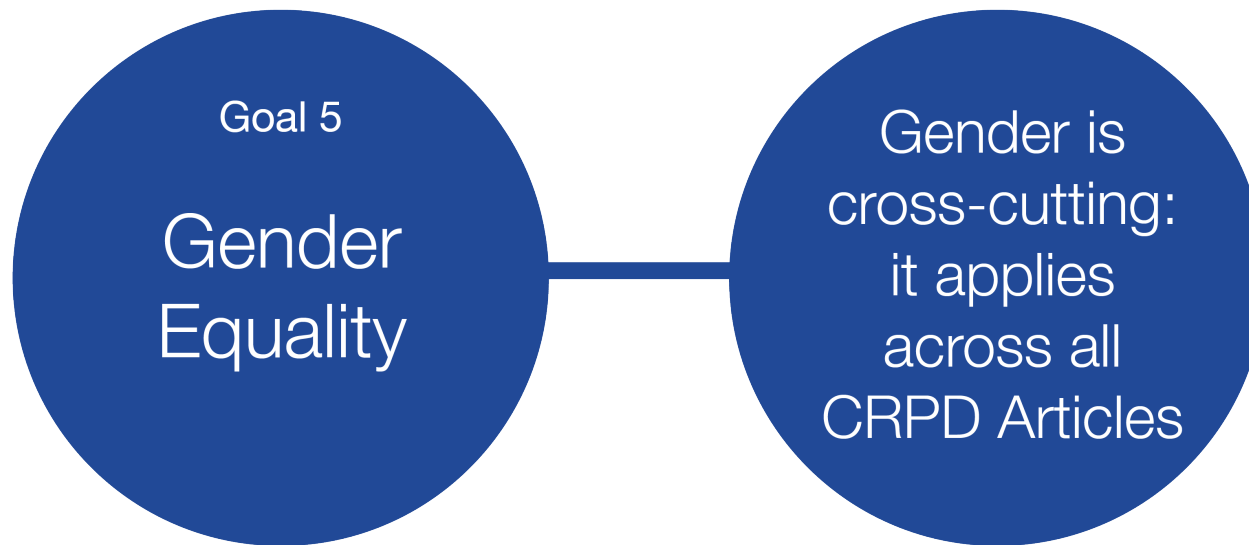 Goal 5
Gender
Equality
Gender is
cross-cutting:
it applies
across all
CRPD Articles